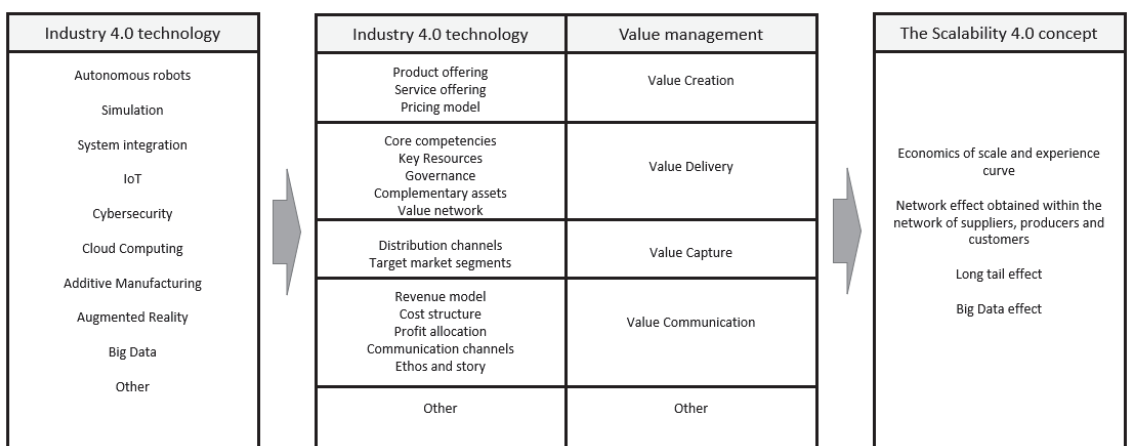 Industry 4.0 technology
Autonomous robots
Simulation
System integration
IoT
Cybersecurity
Cloud Computing
Additive Manufacturing
Augmented Reality
Big Data
Other
Industry 4.0 technology
Value management
Product offering
Service offering
Pricing model
Value Creation
Core competencies
Key Resources
Governance
Complementary assets
Value network
Value Delivery
Distribution channels
Target market segments
Value Capture
Revenue model
Cost structure
Profit allocation
Communication channels
Ethos and story
Value Communication
Other
Other
The Scalability 4.0 concept
Economics of scale and experience
curve
Network effect obtained within the
network of suppliers, producers and
customers
Long tail effect
Big Data effect